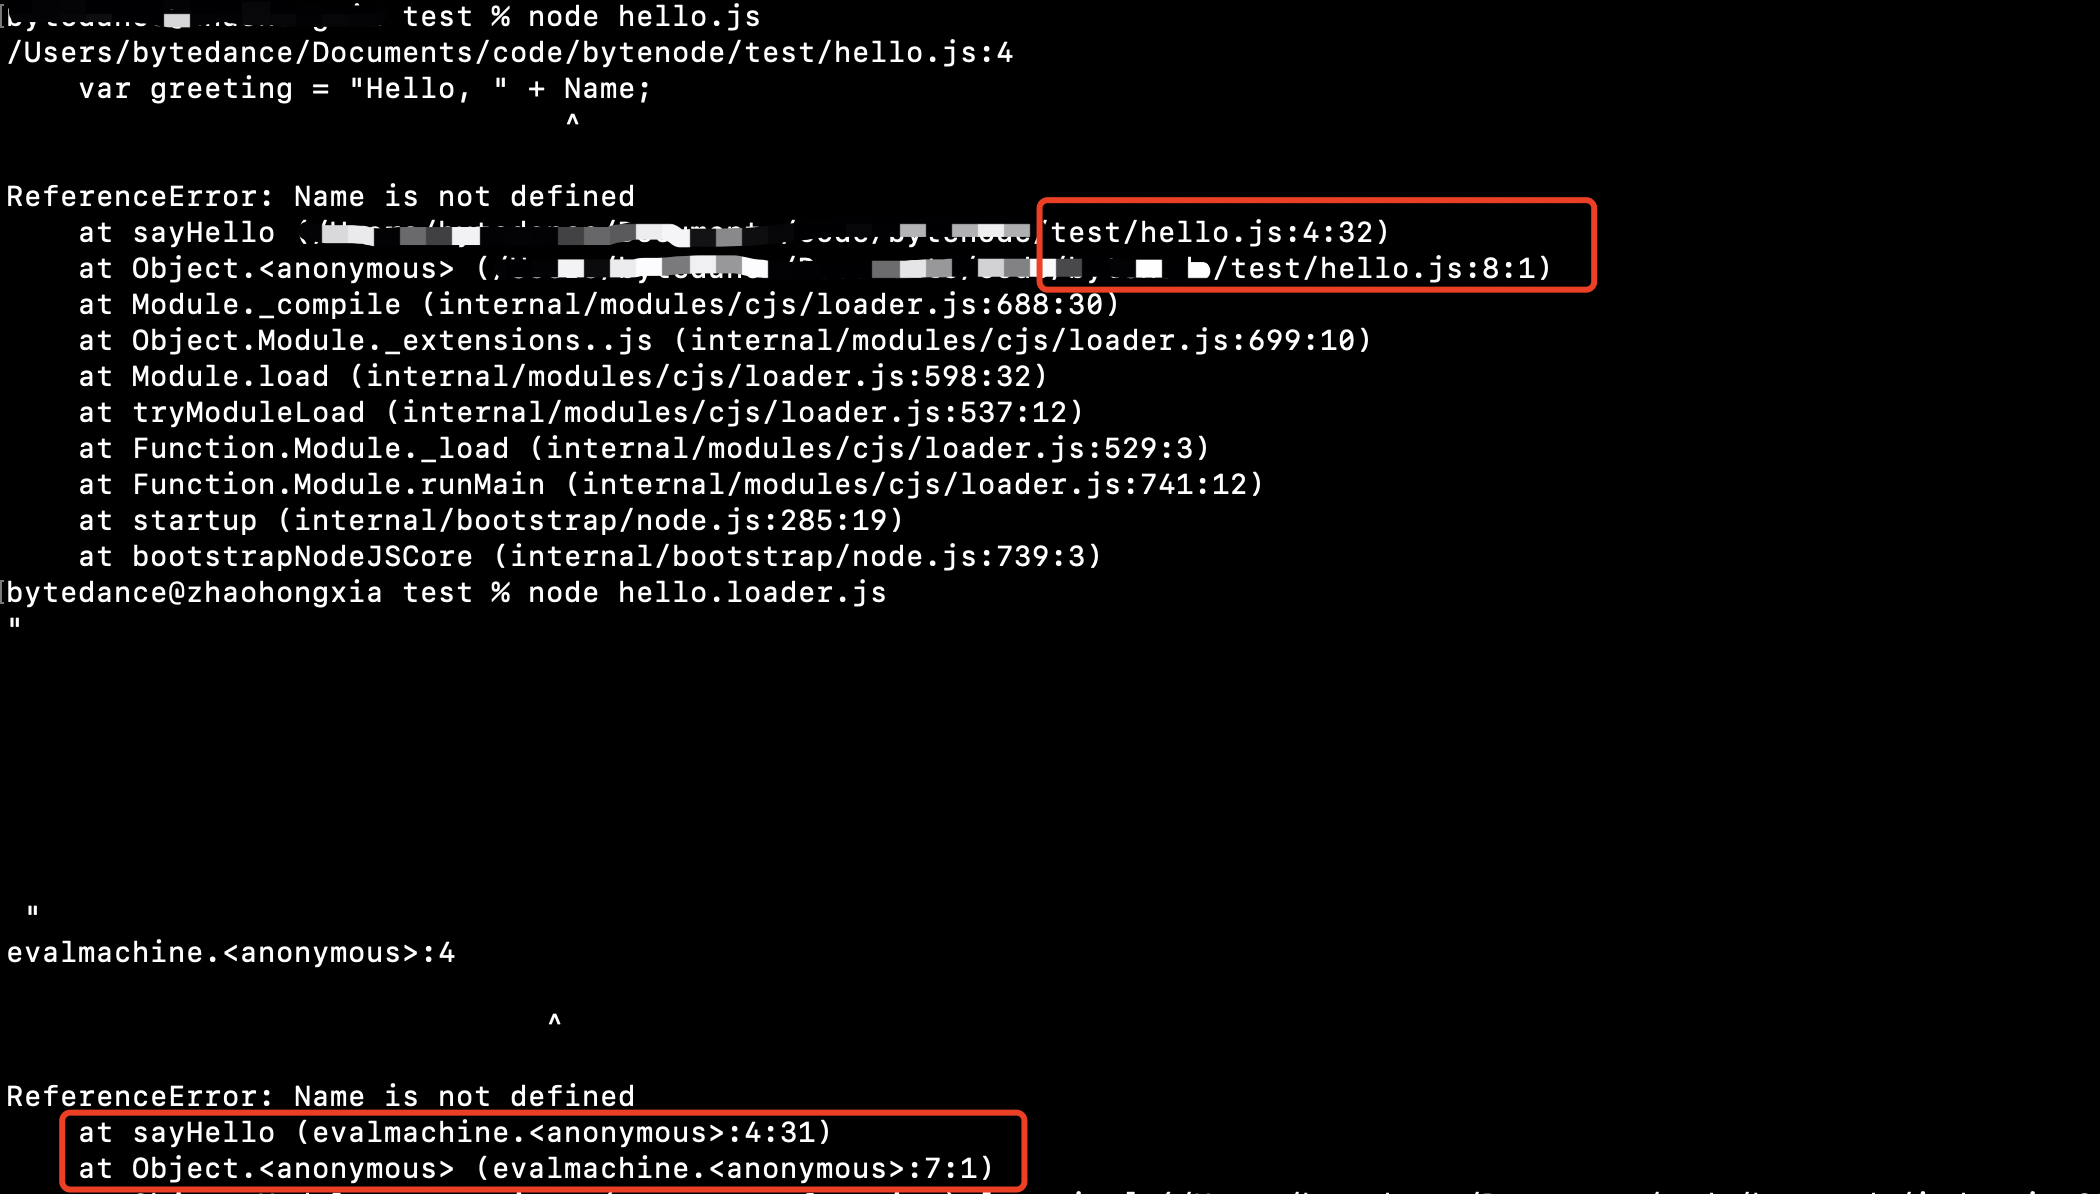 test % node hello.js
/Users/bytedance/Documents/code/bytenode/test/hello.js:4
    var greeting = "Hello, " + Name;
                               ^
ReferenceError: Name is not defined
    at sayHello (/test/hello.js:4:32)
    at Object.<anonymous> (/test/hello.js:8:1)
    at Module._compile (internal/modules/cjs/loader.js:688:30)
    at Object.Module._extensions..js (internal/modules/cjs/loader.js:699:10)
    at Module.load (internal/modules/cjs/loader.js:598:32)
    at tryModuleLoad (internal/modules/cjs/loader.js:537:12)
    at Function.Module._load (internal/modules/cjs/loader.js:529:3)
    at Function.Module.runMain (internal/modules/cjs/loader.js:741:12)
    at startup (internal/bootstrap/node.js:285:19)
    at bootstrapNodeJSCore (internal/bootstrap/node.js:739:3)
bytedance@zhaohongxia test % node hello.loader.js
"
 "
evalmachine.<anonymous>:4
                              ^
ReferenceError: Name is not defined
    at sayHello (evalmachine.<anonymous>:4:31)
    at Object.<anonymous> (evalmachine.<anonymous>:7:1)